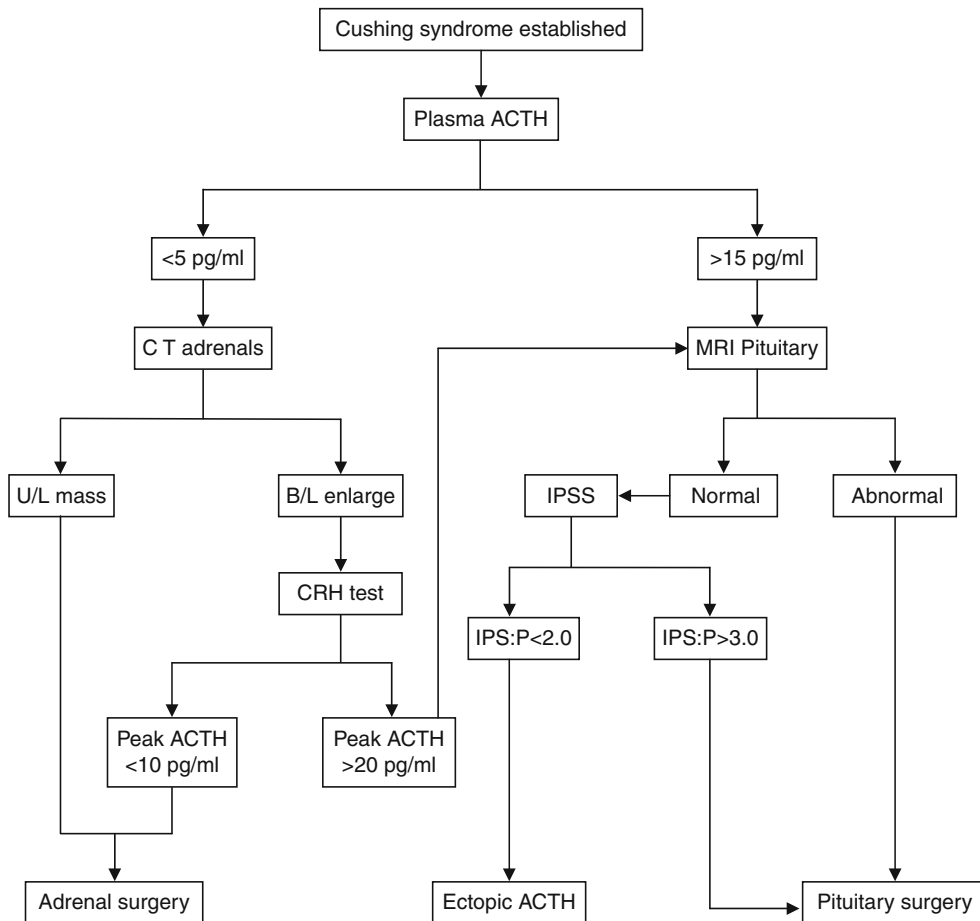 Cushing syndrome established
Plasma ACTH
<5 pg/ml
>15 pg/ml
C T adrenals
MRI Pituitary
U/L mass
B/L enlarge
IPSS
Normal
Abnormal
CRH test
IPS:P<2.0
IPS:P>3.0
Peak ACTH
<10 pg/ml
Peak ACTH
>20 pg/ml
Adrenal surgery
Ectopic ACTH
Pituitary surgery